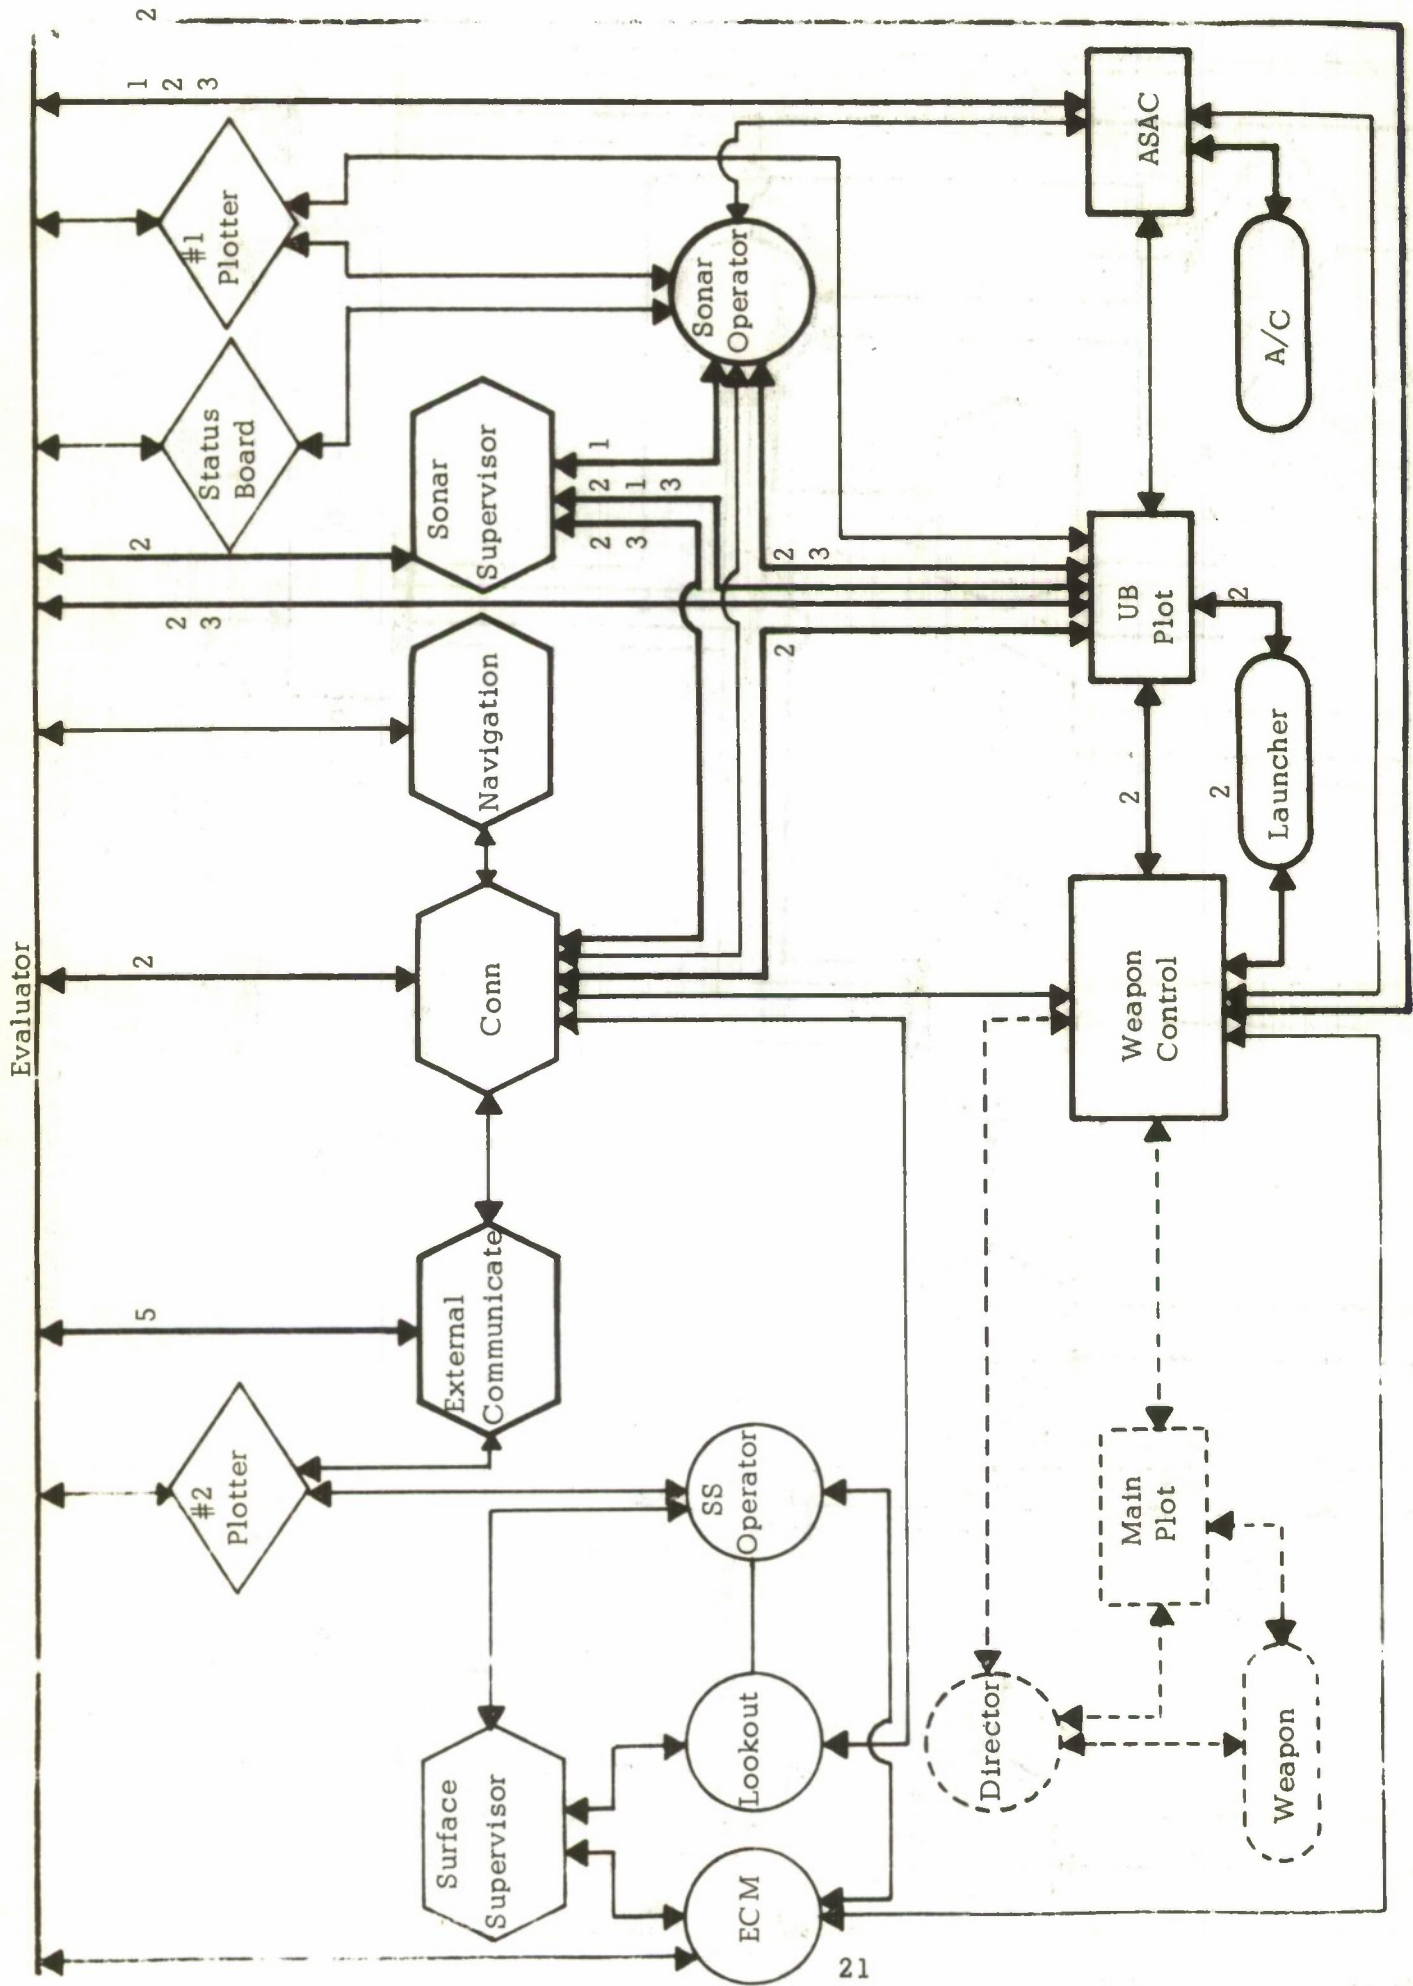 Evaluator
2
1 2 3
2
2 3
2
5
#2
Plotter
Status
Board
#1
Plotter
Surface
Supervisor
External
Communicate
Conn
Navigation
Sonar
Supervisor
2 3
2 1 3
1
ECM
Lookout
SS
Operator
Sonar
Operator
2
2 3
Director
Main
Plot
Weapon
Control
2
UB
Plot
ASAC
Weapon
2
Launcher
2
A/C
21